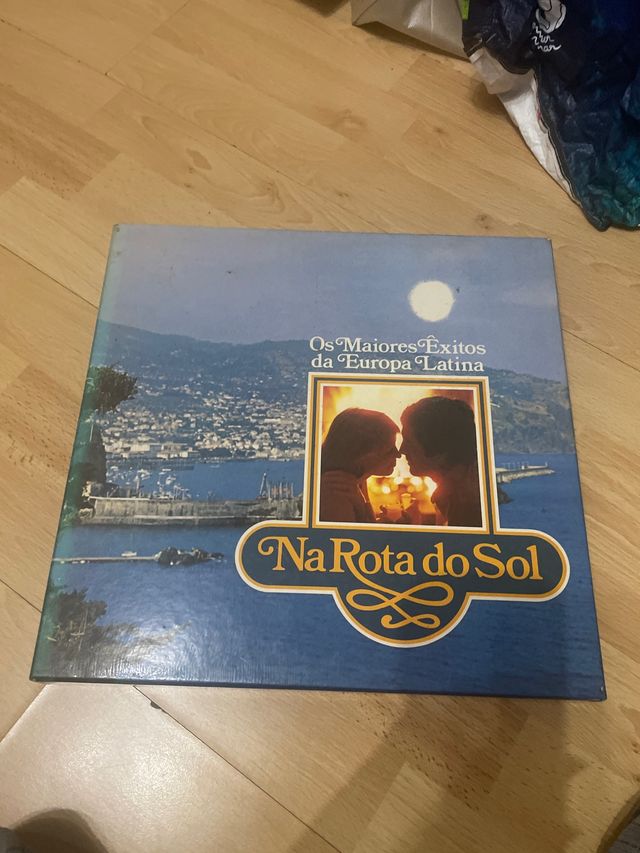 Os Maiores Êxitos
da Europa Latina
Na Rota do Sol